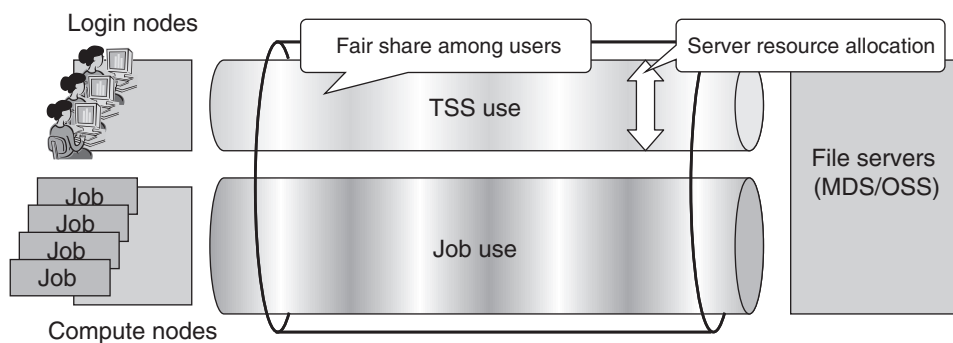 Login nodes
Fair share among users
Server resource allocation
TSS use
File servers
(MDS/OSS)
Job
Job
Job
Job
Job use
Compute nodes